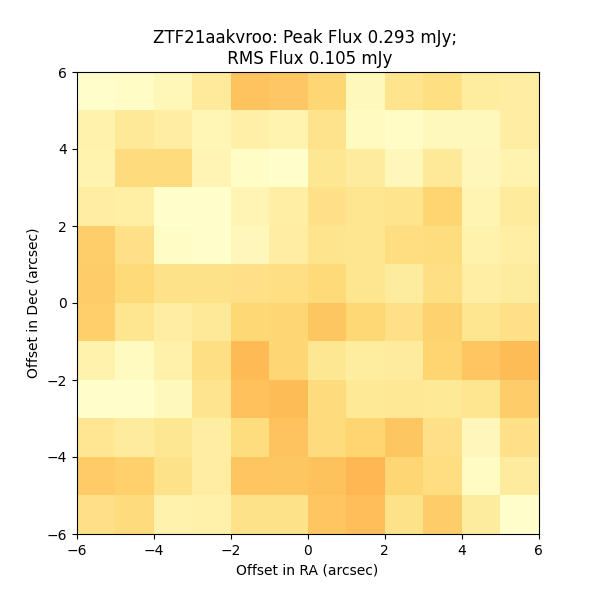 ZTF21aakvroo: Peak Flux 0.293 mJy;
RMS Flux 0.105 mJy
6
4
2
0
−2
−4
−6
Offset in Dec (arcsec)
−6 −4 −2 0 2 4 6
Offset in RA (arcsec)